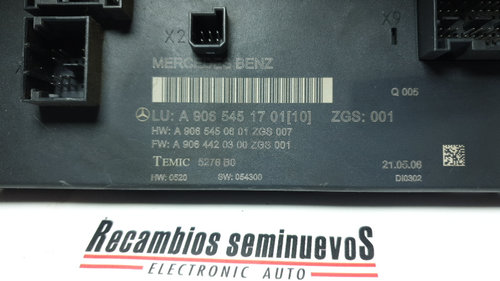 X2
X9
MERCEDES BENZ
Q 005
LU: A 906 545 17 01[10] ZGS: 001
HW: A 906 545 06 01 ZGS 007
FW: A 906 442 03 00 ZGS 001
TEMIC 5278 B0
21.05.06
HW: 0520 SW: 054300
DI0302
Recambios seminuevoS
ELECTRONIC AUTO